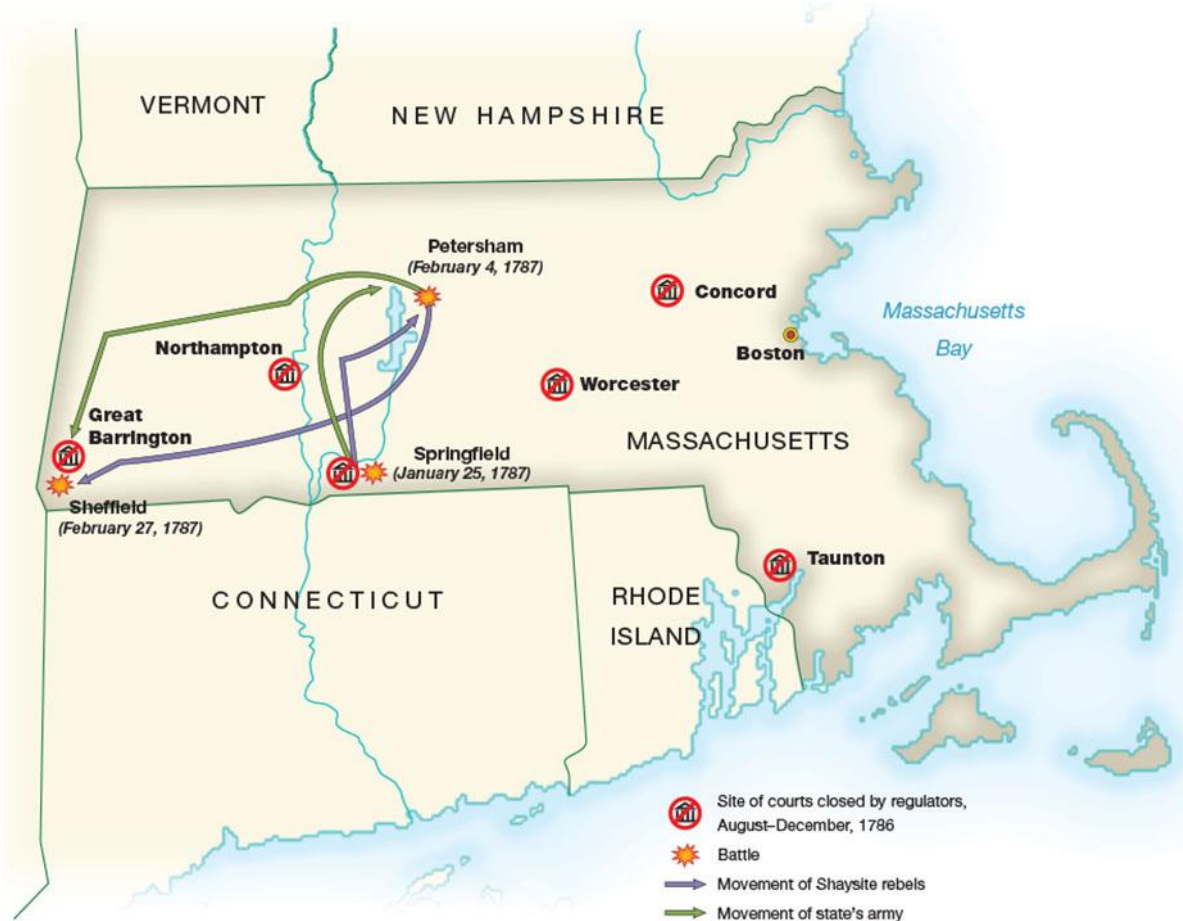 VERMONT
NEW HAMPSHIRE
Petersham
(February 4, 1787)
Concord
Massachusetts
Bay
Boston
Northampton
Worcester
Great
Barrington
MASSACHUSETTS
Springfield
(January 25, 1787)
Sheffield
(February 27, 1787)
Taunton
CONNECTICUT
RHODE
ISLAND
Site of courts closed by regulators,
August–December, 1786
Battle
Movement of Shaysite rebels
Movement of state's army